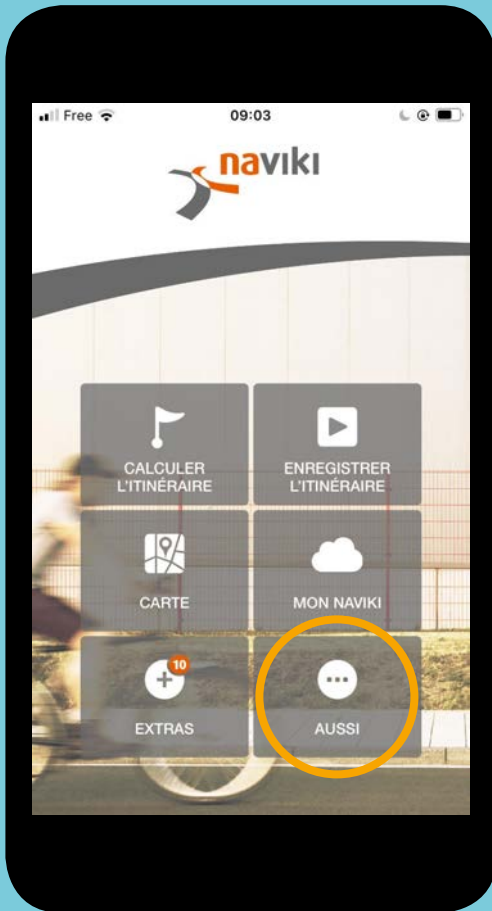 Free 09:03
naviki
CALCULER
L'ITINÉRAIRE
ENREGISTRER
L'ITINÉRAIRE
CARTE
MON NAVIKI
10
EXTRAS
AUSSI